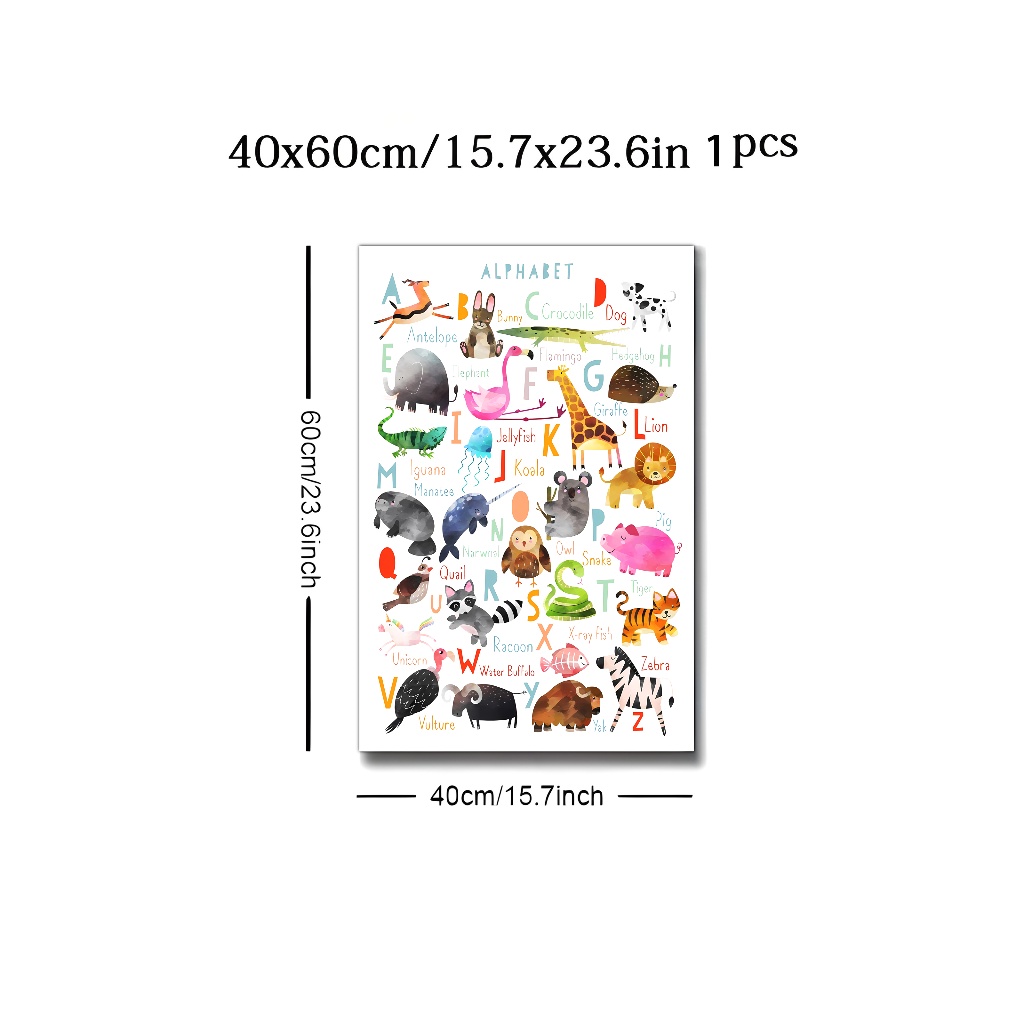 40x60cm/15.7x23.6in 1pcs
ALPHABET
A
Antelope
B
Bunny
C
Crocodile
D
Dog
E
Elephant
F
Flamingo
G
Giraffe
Hedgehog
H
I
Iguana
Jellyfish
J
K
Koala
L
Lion
M
Manatee
N
Narwool
O
Owl
P
Pig
Q
Quail
R
Racoon
S
Snake
T
Tiger
U
Unicorn
V
Vulture
W
Water Buffulo
X
X-ray fish
Y
Yak
Zebra
Z
60cm/23.6inch
40cm/15.7inch